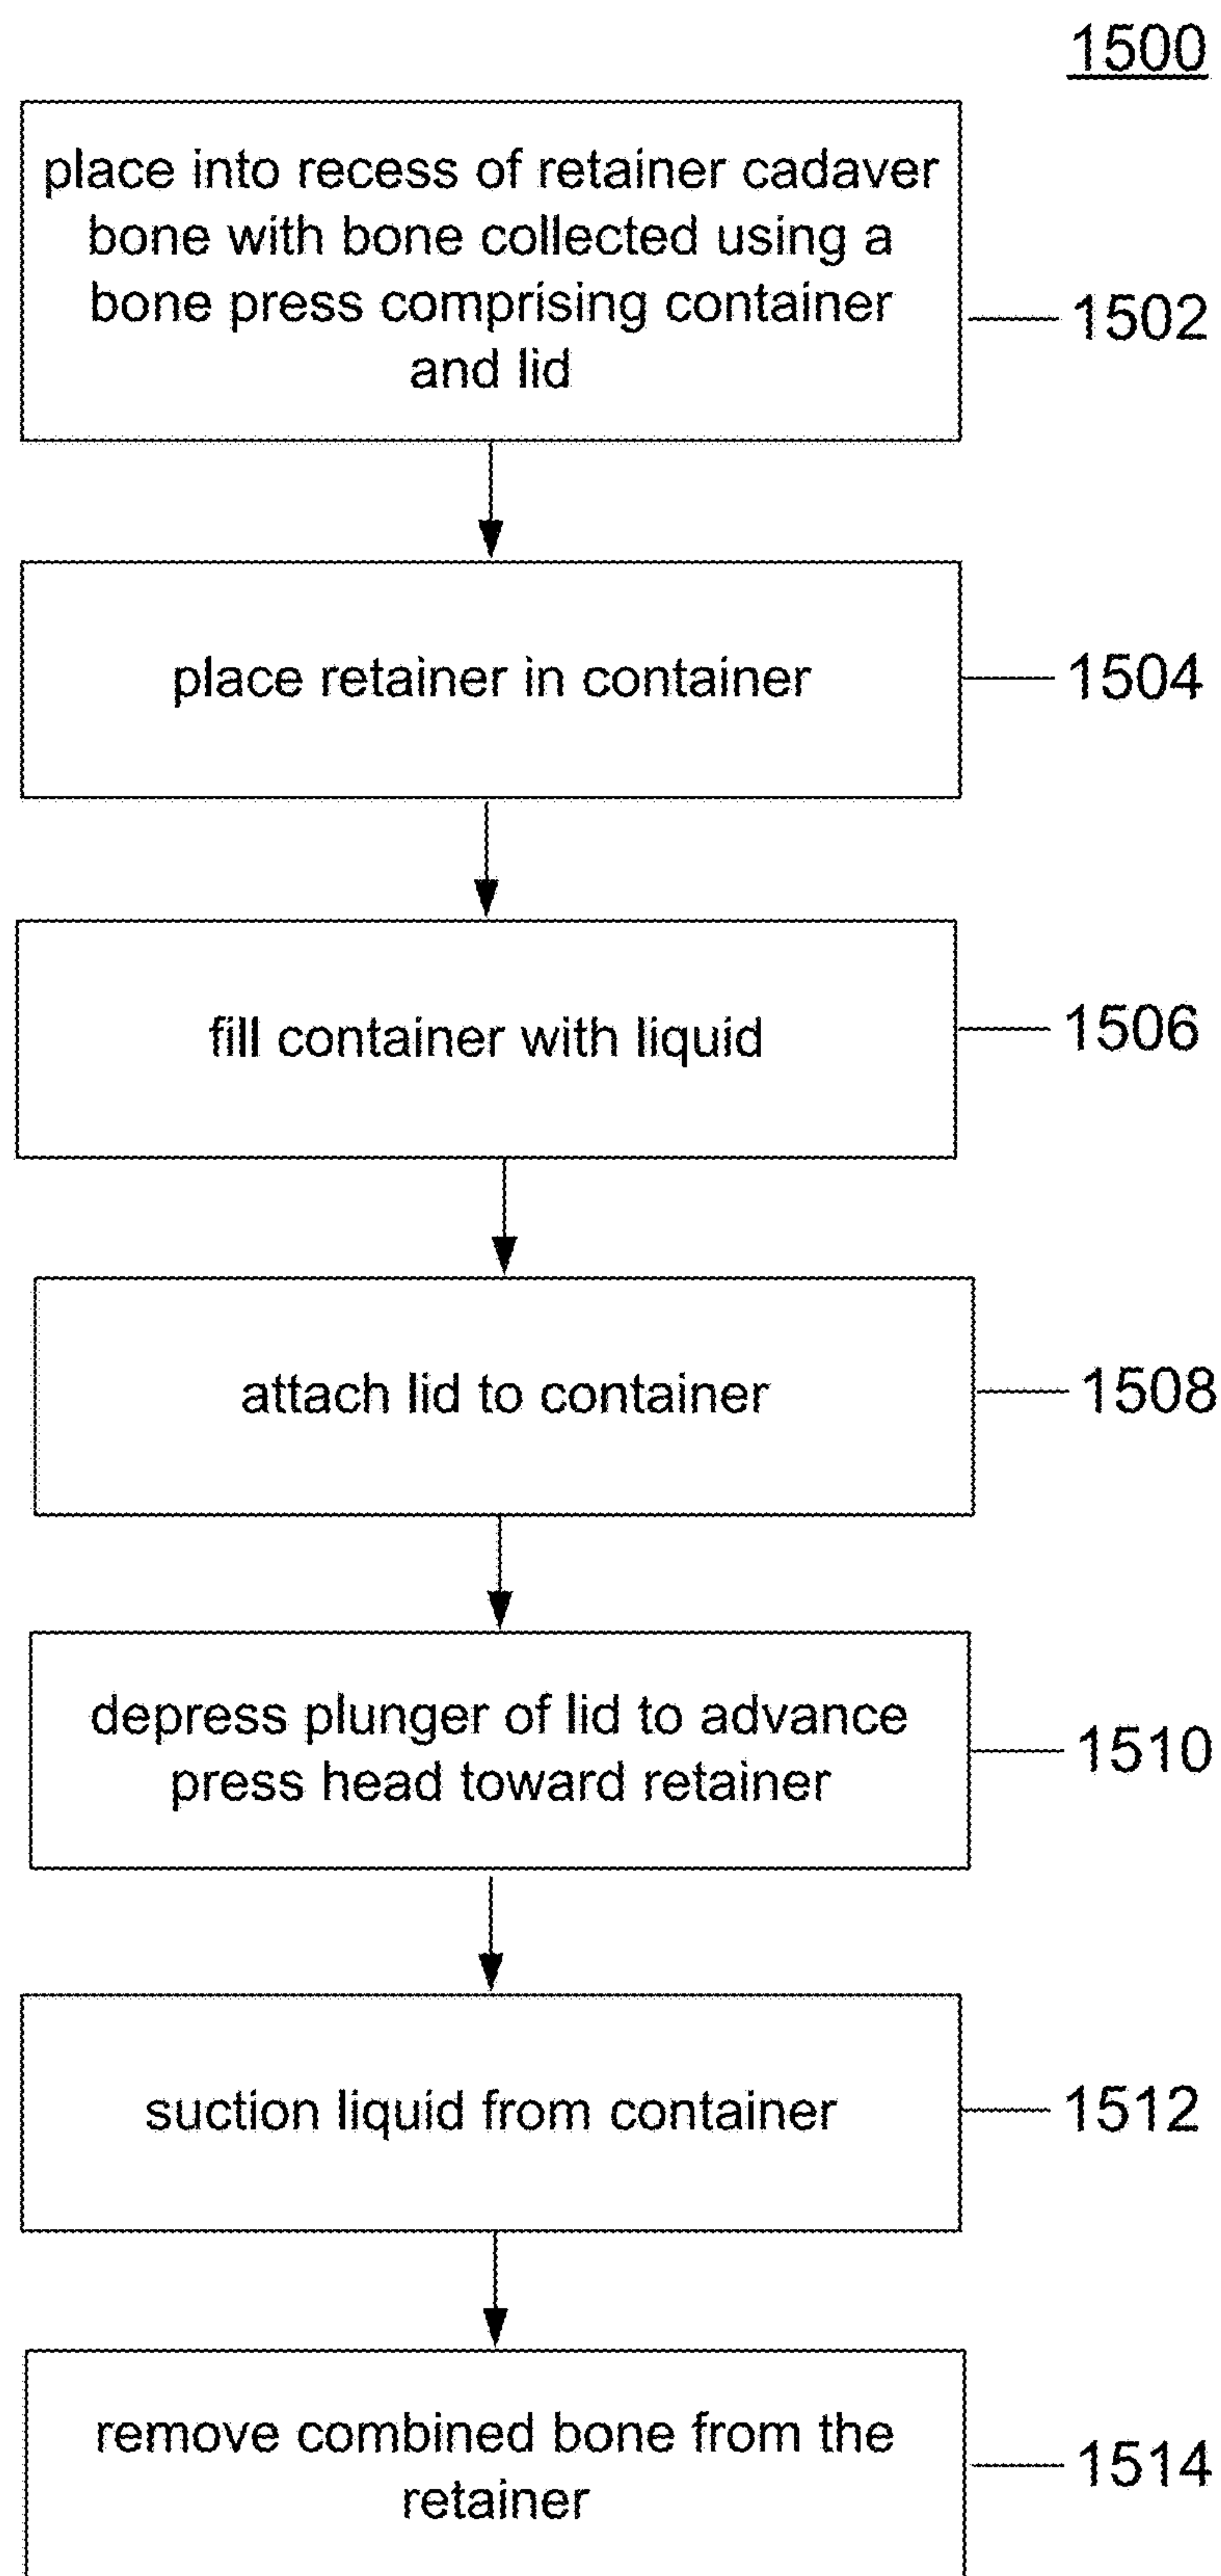 1500
place into recess of retainer cadaver
bone with bone collected using a
bone press comprising container
and lid
1502
place retainer in container
1504
fill container with liquid
1506
attach lid to container
1508
depress plunger of lid to advance
press head toward retainer
1510
suction liquid from container
1512
remove combined bone from the
retainer
1514